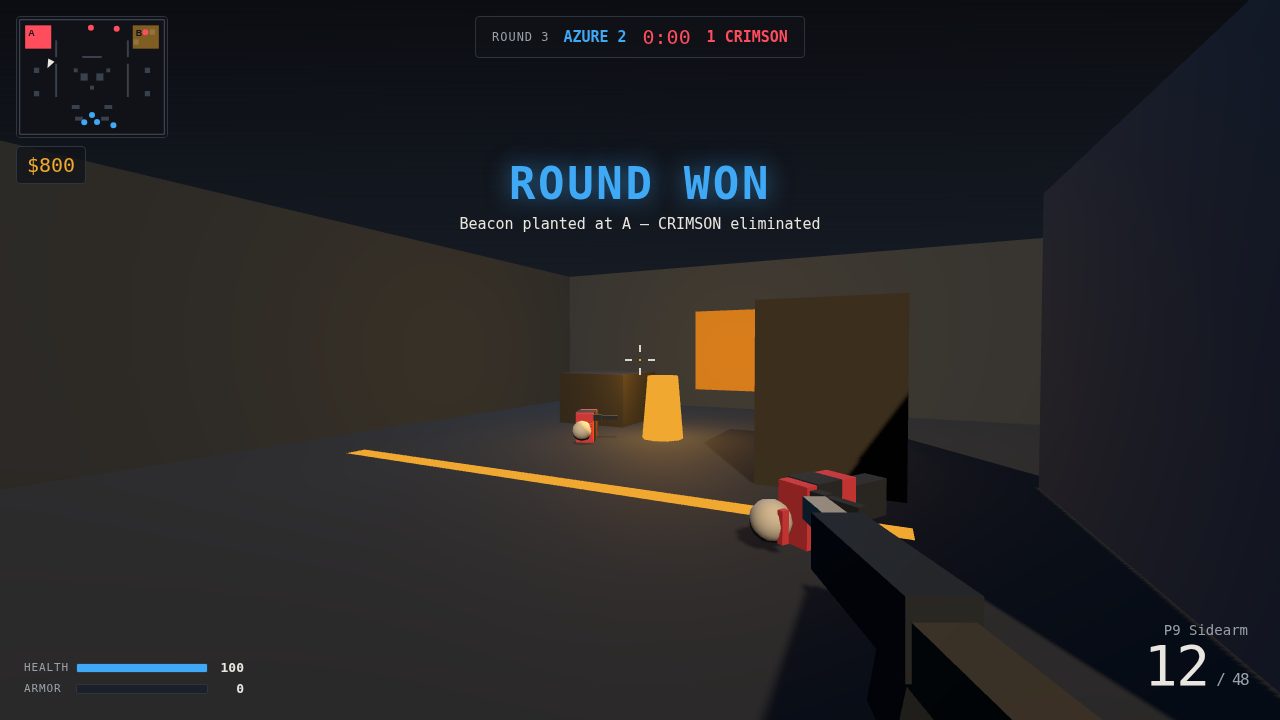 A
B
ROUND 3 AZURE 2 0:00 1 CRIMSON
$800
ROUND WON
Beacon planted at A — CRIMSON eliminated
HEALTH 100
ARMOR 0
P9 Sidearm
12 / 48